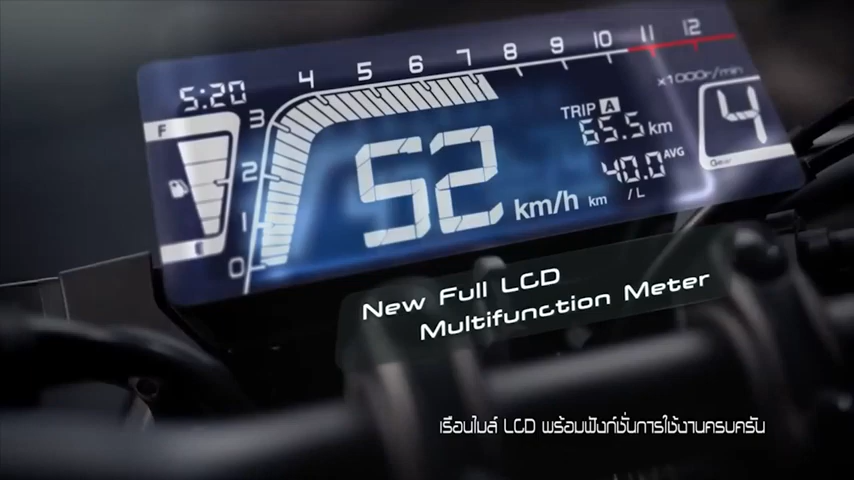 5:20
F
E
0
1
2
3
4 5 6 7 8 9 10 11 12
x1000r/min
52 km/h
TRIP A
65.5 km
40.0 AVG
km /L
4
Gear
New Full LCD
Multifunction Meter
เรือนไมล์ LCD พร้อมฟังก์ชั่นการใช้งานครบครัน